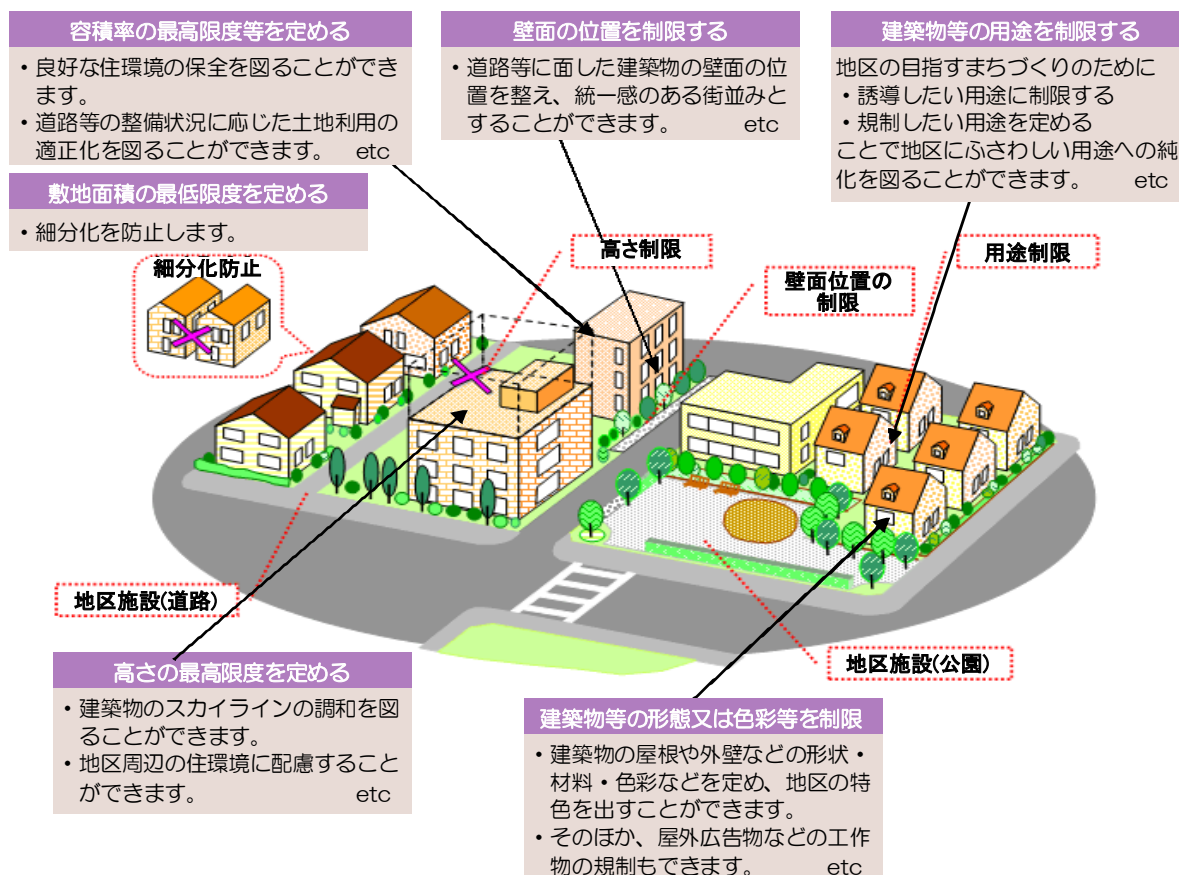 容積率の最高限度等を定める
・良好な住環境の保全を図ることができ
ます。
・道路等の整備状況に応じた土地利用の
適正化を図ることができます。 etc
壁面の位置を制限する
・道路等に面した建築物の壁面の位
置を整え、統一感のある街並みと
することができます。 etc
建築物等の用途を制限する
地区の目指すまちづくりのために
・誘導したい用途に制限する
・規制したい用途を定める
ことで地区にふさわしい用途への純
化を図ることができます。 etc
敷地面積の最低限度を定める
・細分化を防止します。
細分化防止
高さ制限
壁面位置の
制限
用途制限
地区施設(道路)
地区施設(公園)
高さの最高限度を定める
・建築物のスカイラインの調和を図
ることができます。
・地区周辺の住環境に配慮すること
ができます。 etc
建築物等の形態又は色彩等を制限
・建築物の屋根や外壁などの形状・
材料・色彩などを定め、地区の特
色を出すことができます。
・そのほか、屋外広告物などの工作
物の規制もできます。 etc